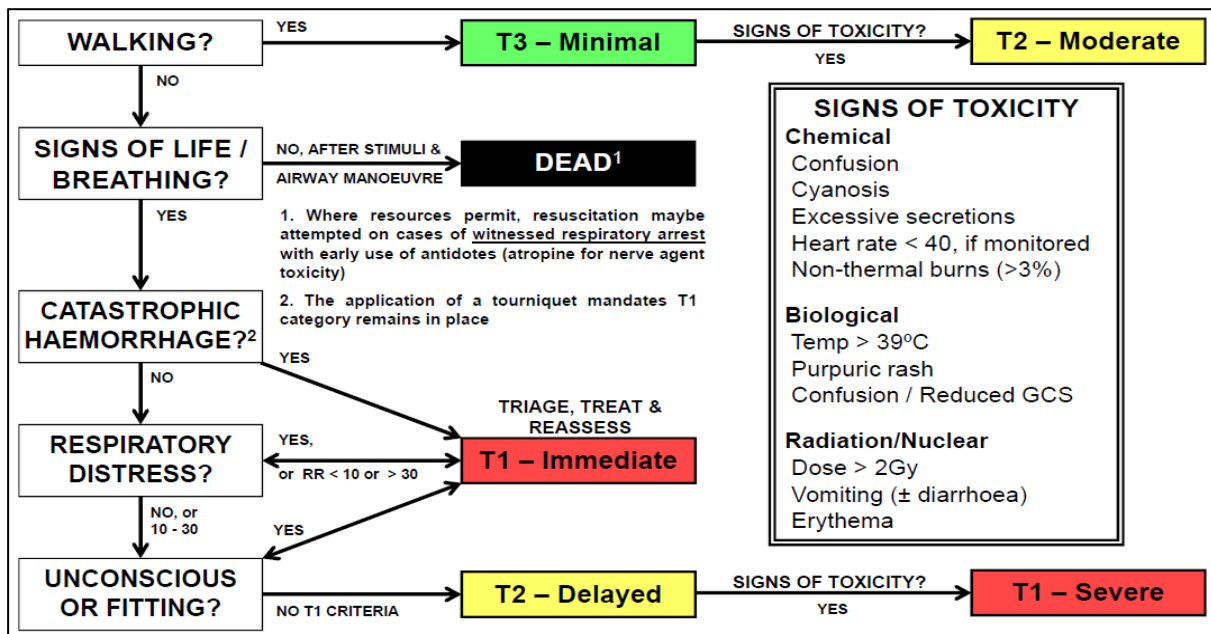 WALKING?
YES
T3 – Minimal
SIGNS OF TOXICITY?
YES
T2 – Moderate
NO
SIGNS OF LIFE /
BREATHING?
NO, AFTER STIMULI &
AIRWAY MANOEUVRE
DEAD¹
YES
1. Where resources permit, resuscitation maybe
attempted on cases of witnessed respiratory arrest
with early use of antidotes (atropine for nerve agent
toxicity)
2. The application of a tourniquet mandates T1
category remains in place
CATASTROPHIC
HAEMORRHAGE?²
YES
NO
TRIAGE, TREAT &
REASSESS
RESPIRATORY
DISTRESS?
YES,
or RR < 10 or > 30
T1 – Immediate
NO, or
10 - 30
YES
UNCONSCIOUS
OR FITTING?
NO T1 CRITERIA
T2 – Delayed
SIGNS OF TOXICITY?
YES
T1 – Severe
SIGNS OF TOXICITY
Chemical
Confusion
Cyanosis
Excessive secretions
Heart rate < 40, if monitored
Non-thermal burns (>3%)
Biological
Temp > 39ºC
Purpuric rash
Confusion / Reduced GCS
Radiation/Nuclear
Dose > 2Gy
Vomiting (± diarrhoea)
Erythema